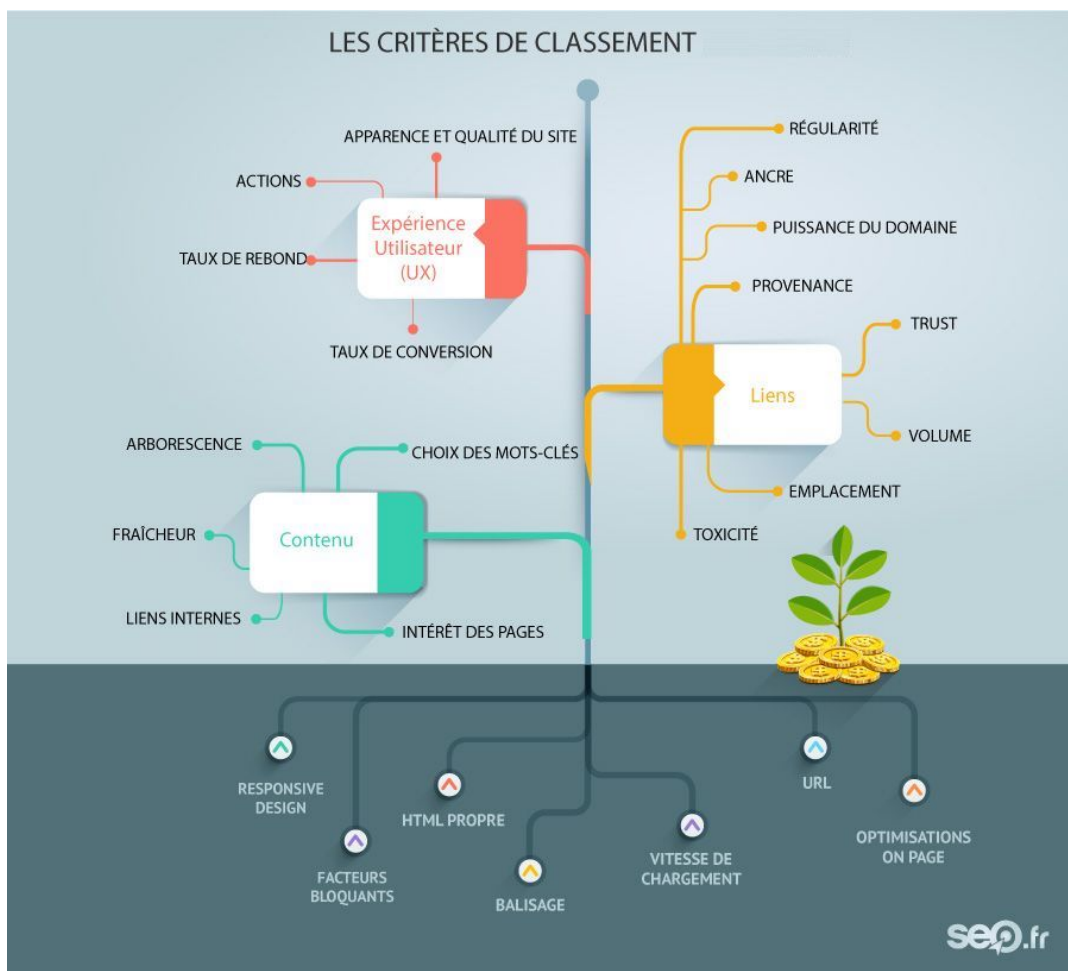 LES CRITÈRES DE CLASSEMENT
APPARENCE ET QUALITÉ DU SITE
ACTIONS
Expérience
Utilisateur
(UX)
TAUX DE REBOND
TAUX DE CONVERSION
RÉGULARITÉ
ANCRE
PUISSANCE DU DOMAINE
PROVENANCE
TRUST
Liens
VOLUME
EMPLACEMENT
TOXICITÉ
ARBORESCENCE
CHOIX DES MOTS-CLÉS
FRAÎCHEUR
Contenu
LIENS INTERNES
INTÉRÊT DES PAGES
RESPONSIVE
DESIGN
FACTEURS
BLOQUANTS
HTML PROPRE
BALISAGE
VITESSE DE
CHARGEMENT
URL
OPTIMISATIONS
ON PAGE
seo.fr